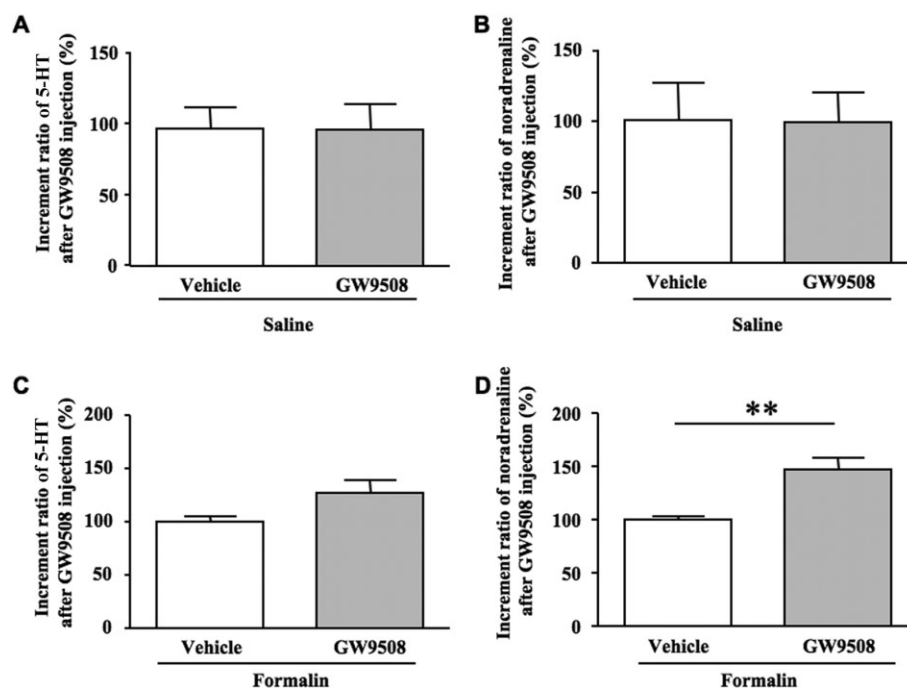 A
Increment ratio of 5-HT
after GW9508 injection (%)
150
100
50
0
Vehicle
GW9508
Saline
B
Increment ratio of noradrenaline
after GW9508 injection (%)
150
100
50
0
Vehicle
GW9508
Saline
C
Increment ratio of 5-HT
after GW9508 injection (%)
200
150
100
50
0
Vehicle
GW9508
Formalin
D
Increment ratio of noradrenaline
after GW9508 injection (%)
200
150
100
50
0
**
Vehicle
GW9508
Formalin